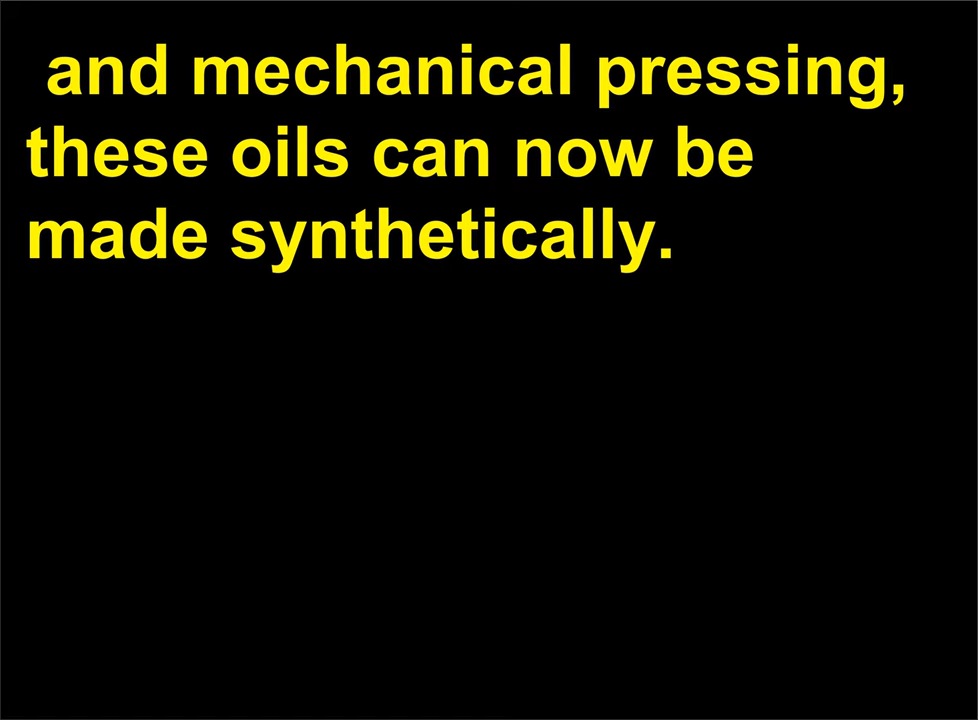 and mechanical pressing,
these oils can now be
made synthetically.